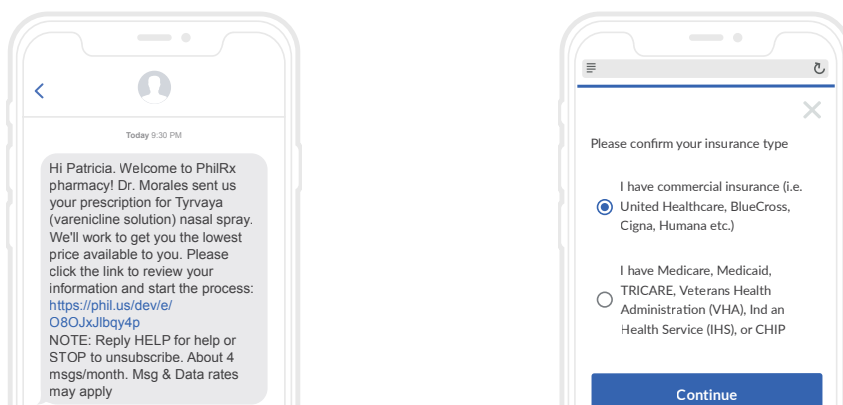 Today 9:30 PM
Hi Patricia. Welcome to PhilRx
pharmacy! Dr. Morales sent us
your prescription for Tyrvaya
(varenicline solution) nasal spray.
We'll work to get you the lowest
price available to you. Please
click the link to review your
information and start the process:
https://phil.us/dev/e/
O8OJxJlbqy4p
NOTE: Reply HELP for help or
STOP to unsubscribe. About 4
msgs/month. Msg & Data rates
may apply
Please confirm your insurance type
I have commercial insurance (i.e.
United Healthcare, BlueCross,
Cigna, Humana etc.)
I have Medicare, Medicaid,
TRICARE, Veterans Health
Administration (VHA), Ind an
Health Service (IHS), or CHIP
Continue